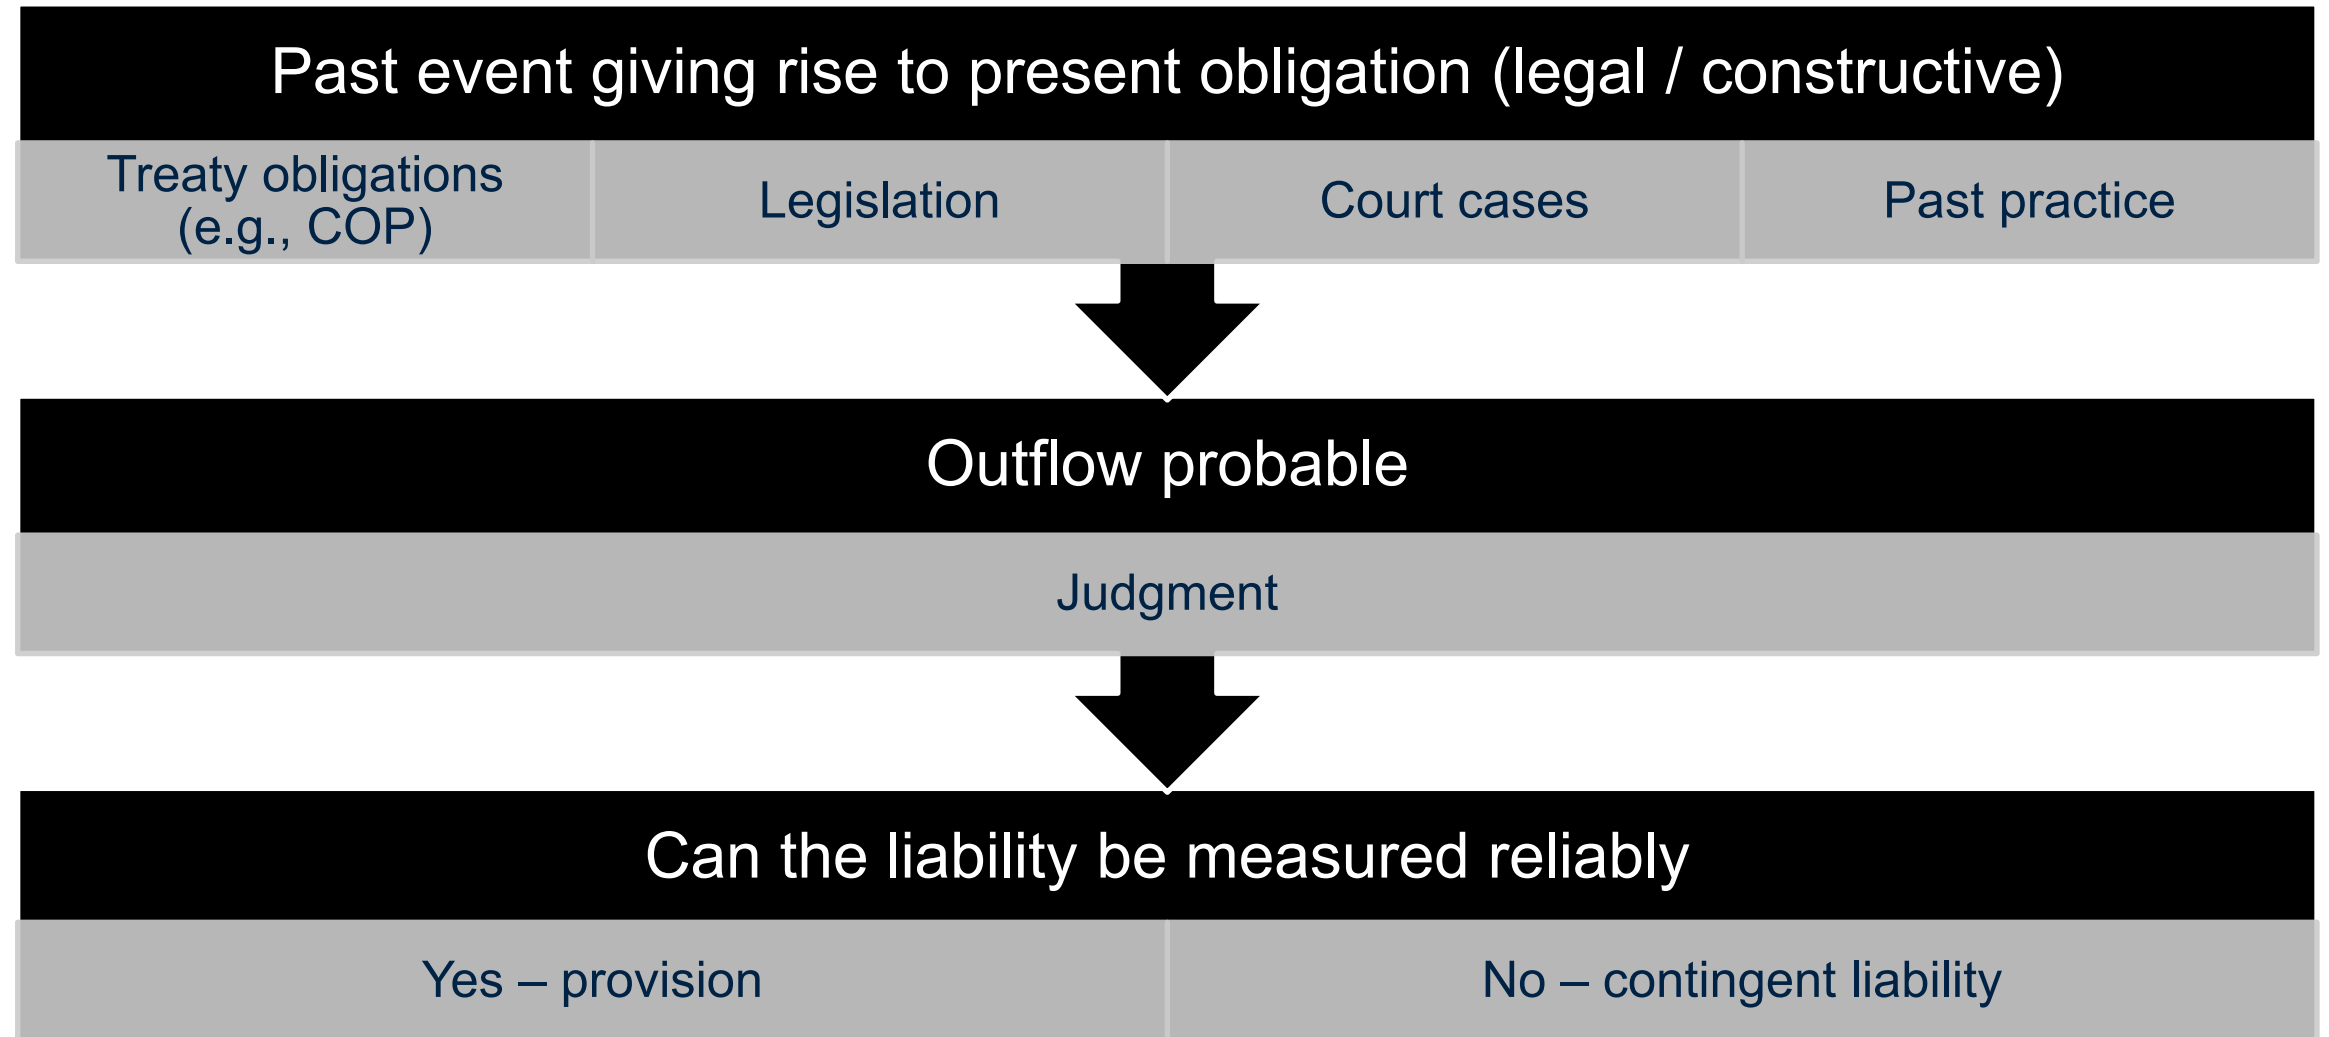 Past event giving rise to present obligation (legal / constructive)
Treaty obligations
(e.g., COP)
Legislation
Court cases
Past practice
Outflow probable
Judgment
Can the liability be measured reliably
Yes – provision
No – contingent liability